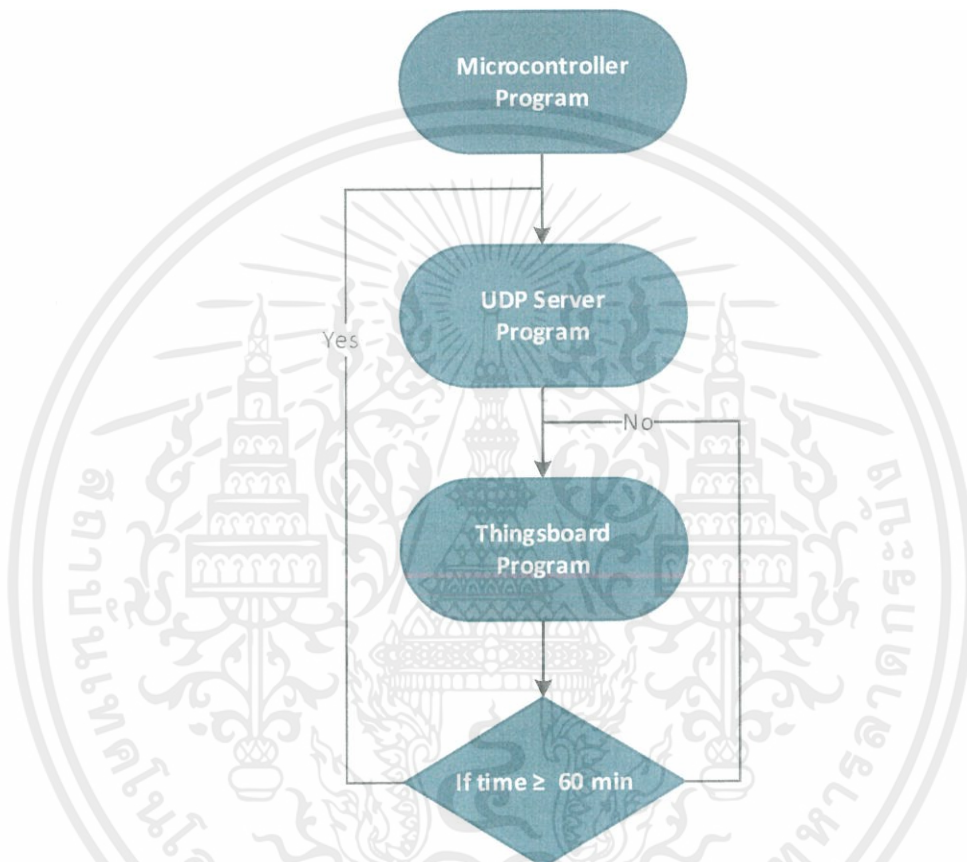 Microcontroller
Program
UDP Server
Program
Yes
No
Thingsboard
Program
If time ≥ 60 min